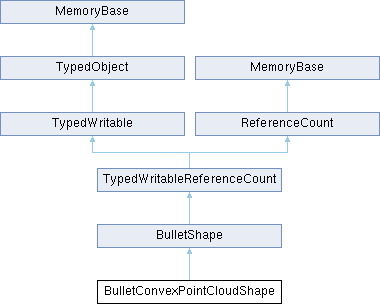 MemoryBase
TypedObject
MemoryBase
TypedWritable
ReferenceCount
TypedWritableReferenceCount
BulletShape
BulletConvexPointCloudShape